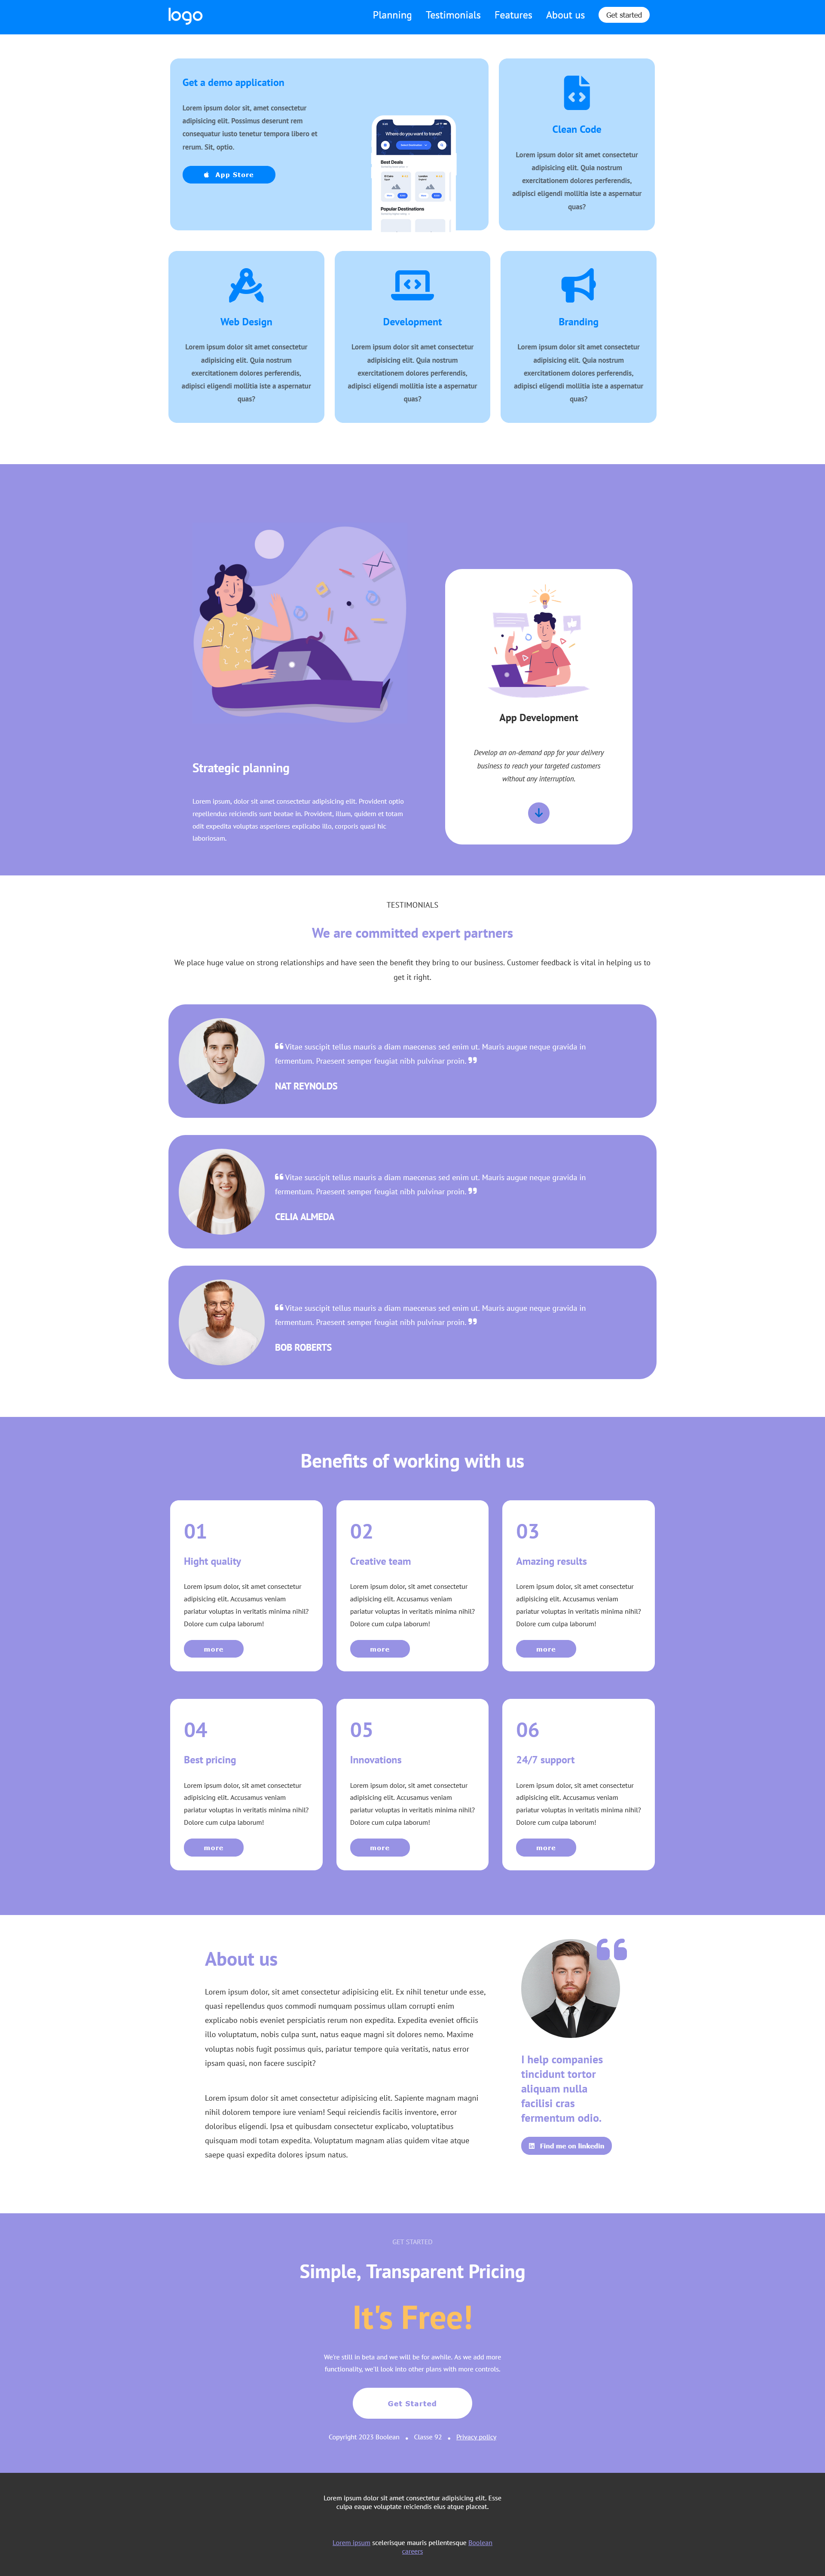 logo
Planning Testimonials Features About us Get started
Get a demo application
Lorem ipsum dolor sit, amet consectetur
adipisicing elit. Possimus deserunt rem
consequatur iusto tenetur tempora libero et
rerum. Sit, optio.
App Store
Where do you want to travel?
Best Deals
Popular Destinations
Clean Code
Lorem ipsum dolor sit amet consectetur
adipisicing elit. Quia nostrum
exercitationem dolores perferendis,
adipisci eligendi mollitia iste a aspernatur
quas?
Web Design
Lorem ipsum dolor sit amet consectetur
adipisicing elit. Quia nostrum
exercitationem dolores perferendis,
adipisci eligendi mollitia iste a aspernatur
quas?
Development
Lorem ipsum dolor sit amet consectetur
adipisicing elit. Quia nostrum
exercitationem dolores perferendis,
adipisci eligendi mollitia iste a aspernatur
quas?
Branding
Lorem ipsum dolor sit amet consectetur
adipisicing elit. Quia nostrum
exercitationem dolores perferendis,
adipisci eligendi mollitia iste a aspernatur
quas?
Strategic planning
Lorem ipsum, dolor sit amet consectetur adipisicing elit. Provident optio
repellendus reiciendis sunt beatae in. Provident, illum, quidem et totam
odit expedita voluptas asperiores explicabo illo, corporis quasi hic
laboriosam.
App Development
Develop an on-demand app for your delivery
business to reach your targeted customers
without any interruption.
TESTIMONIALS
We are committed expert partners
We place huge value on strong relationships and have seen the benefit they bring to our business. Customer feedback is vital in helping us to
get it right.
Vitae suscipit tellus mauris a diam maecenas sed enim ut. Mauris augue neque gravida in
fermentum. Praesent semper feugiat nibh pulvinar proin.
NAT REYNOLDS
Vitae suscipit tellus mauris a diam maecenas sed enim ut. Mauris augue neque gravida in
fermentum. Praesent semper feugiat nibh pulvinar proin.
CELIA ALMEDA
Vitae suscipit tellus mauris a diam maecenas sed enim ut. Mauris augue neque gravida in
fermentum. Praesent semper feugiat nibh pulvinar proin.
BOB ROBERTS
Benefits of working with us
01
Hight quality
Lorem ipsum dolor, sit amet consectetur
adipisicing elit. Accusamus veniam
pariatur voluptas in veritatis minima nihil?
Dolore cum culpa laborum!
more
02
Creative team
Lorem ipsum dolor, sit amet consectetur
adipisicing elit. Accusamus veniam
pariatur voluptas in veritatis minima nihil?
Dolore cum culpa laborum!
more
03
Amazing results
Lorem ipsum dolor, sit amet consectetur
adipisicing elit. Accusamus veniam
pariatur voluptas in veritatis minima nihil?
Dolore cum culpa laborum!
more
04
Best pricing
Lorem ipsum dolor, sit amet consectetur
adipisicing elit. Accusamus veniam
pariatur voluptas in veritatis minima nihil?
Dolore cum culpa laborum!
more
05
Innovations
Lorem ipsum dolor, sit amet consectetur
adipisicing elit. Accusamus veniam
pariatur voluptas in veritatis minima nihil?
Dolore cum culpa laborum!
more
06
24/7 support
Lorem ipsum dolor, sit amet consectetur
adipisicing elit. Accusamus veniam
pariatur voluptas in veritatis minima nihil?
Dolore cum culpa laborum!
more
About us
Lorem ipsum dolor, sit amet consectetur adipisicing elit. Ex nihil tenetur unde esse,
quasi repellendus quos commodi numquam possimus ullam corrupti enim
explicabo nobis eveniet perspiciatis rerum non expedita. Expedita eveniet officiis
illo voluptatum, nobis culpa sunt, natus eaque magni sit dolores nemo. Maxime
voluptas nobis fugit possimus quis, pariatur tempore quia veritatis, natus error
ipsam quasi, non facere suscipit?
Lorem ipsum dolor sit amet consectetur adipisicing elit. Sapiente magnam magni
nihil dolorem tempore iure veniam! Sequi reiciendis facilis inventore, error
doloribus eligendi. Ipsa et quibusdam consectetur explicabo, voluptatibus
quisquam modi totam expedita. Voluptatum magnam alias quidem vitae atque
saepe quasi expedita dolores ipsum natus.
I help companies
tincidunt tortor
aliquam nulla
facilisi cras
fermentum odio.
Find me on linkedin
GET STARTED
Simple, Transparent Pricing
It's Free!
We're still in beta and we will be for awhile. As we add more
functionality, we'll look into other plans with more controls.
Get Started
Copyright 2023 Boolean • Classe 92 • Privacy policy
Lorem ipsum dolor sit amet consectetur adipisicing elit. Esse
culpa eaque voluptate reiciendis eius atque placeat.
Lorem ipsum scelerisque mauris pellentesque Boolean
careers